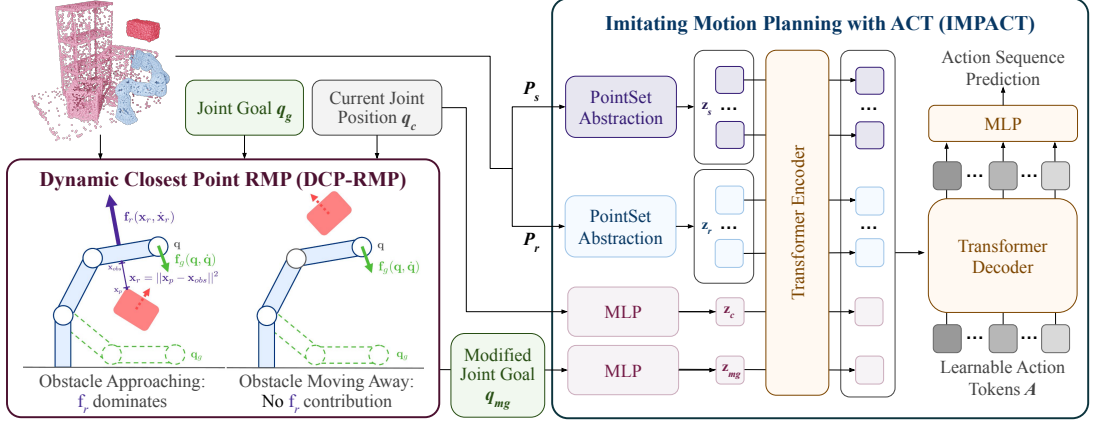 Imitating Motion Planning with ACT (IMPACT)
Joint Goal q_g
Current Joint
Position q_c
Dynamic Closest Point RMP (DCP-RMP)
f_r(x_r, ẋ_r)
q
f_g(q, q̇)
x_obs
x_r = ||x_p − x_obs||²
x_p
q_g
Obstacle Approaching:
f_r dominates
q
f_g(q, q̇)
q_g
Obstacle Moving Away:
No f_r contribution
Modified
Joint Goal
q_mg
P_s
PointSet
Abstraction
z_s
...
...
P_r
PointSet
Abstraction
z_r
...
...
MLP
z_c
MLP
z_mg
Transformer Encoder
Action Sequence
Prediction
MLP
... ...
Transformer
Decoder
... ...
Learnable Action
Tokens A